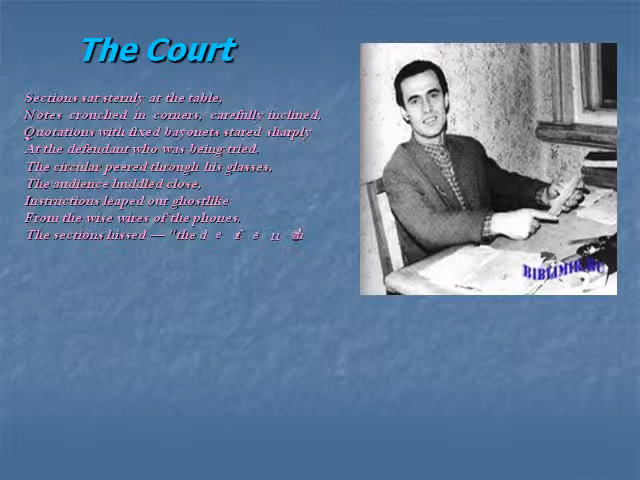 The Court
Sections sat sternly at the table,
Notes crouched in corners, carefully inclined,
Quotations with fixed bayonets stared sharply
At the defendant who was being tried.
The circular peered through his glasses,
The audience huddled close,
Instructions leaped out ghostlike
From the wise wires of the phones.
The sections hissed — "the d e f e n d
BIBLIMIR.RU